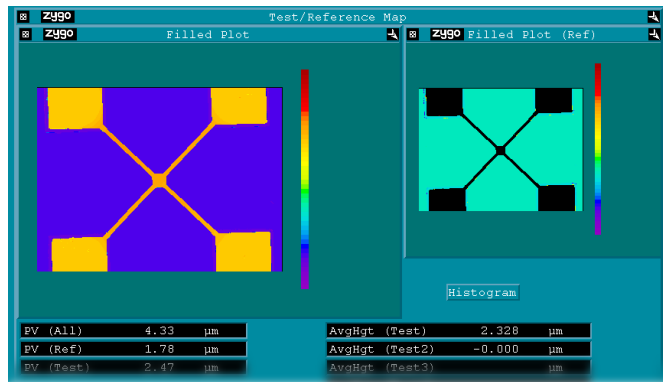 zygo Test/Reference Map
zygo Filled Plot
zygo Filled Plot (Ref)
Histogram
PV (All) 4.33 µm
AvgHgt (Test) 2.328 µm
PV (Ref) 1.78 µm
AvgHgt (Test2) -0.000 µm
PV (Test) 2.47 µm
AvgHgt (Test3) µm